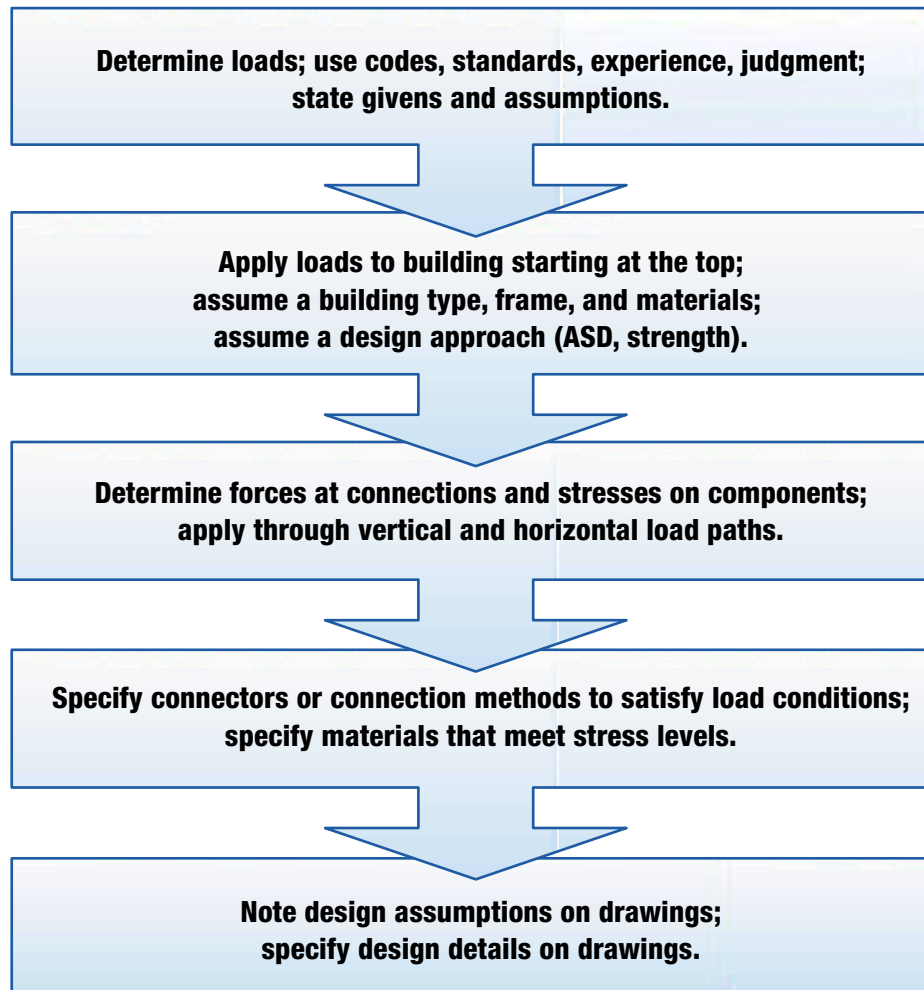 Determine loads; use codes, standards, experience, judgment;
state givens and assumptions.
Apply loads to building starting at the top;
assume a building type, frame, and materials;
assume a design approach (ASD, strength).
Determine forces at connections and stresses on components;
apply through vertical and horizontal load paths.
Specify connectors or connection methods to satisfy load conditions;
specify materials that meet stress levels.
Note design assumptions on drawings;
specify design details on drawings.